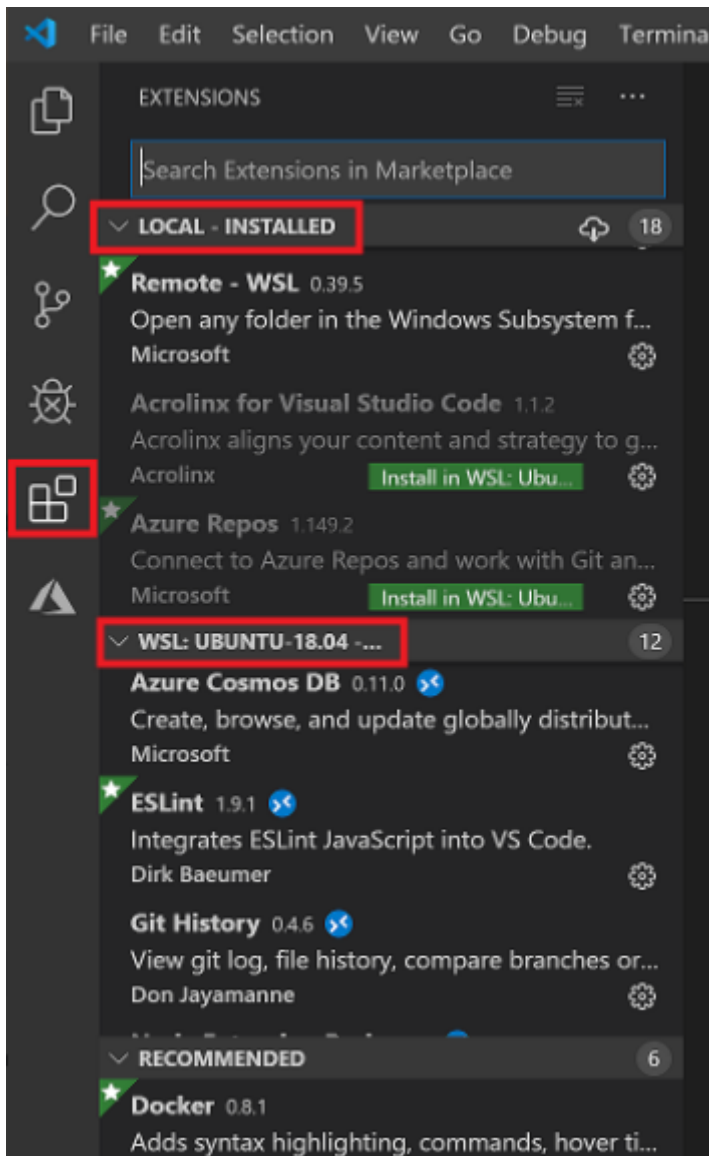 File Edit Selection View Go Debug Termina
EXTENSIONS ...
Search Extensions in Marketplace
LOCAL - INSTALLED 18
Remote - WSL 0.39.5
Open any folder in the Windows Subsystem f...
Microsoft
Acrolinx for Visual Studio Code 1.1.2
Acrolinx aligns your content and strategy to g...
Acrolinx Install in WSL: Ubu...
Azure Repos 1.149.2
Connect to Azure Repos and work with Git an...
Microsoft Install in WSL: Ubu...
WSL: UBUNTU-18.04 -... 12
Azure Cosmos DB 0.11.0
Create, browse, and update globally distribut...
Microsoft
ESLint 1.9.1
Integrates ESLint JavaScript into VS Code.
Dirk Baeumer
Git History 0.4.6
View git log, file history, compare branches or...
Don Jayamanne
RECOMMENDED 6
Docker 0.8.1
Adds syntax highlighting, commands, hover ti...